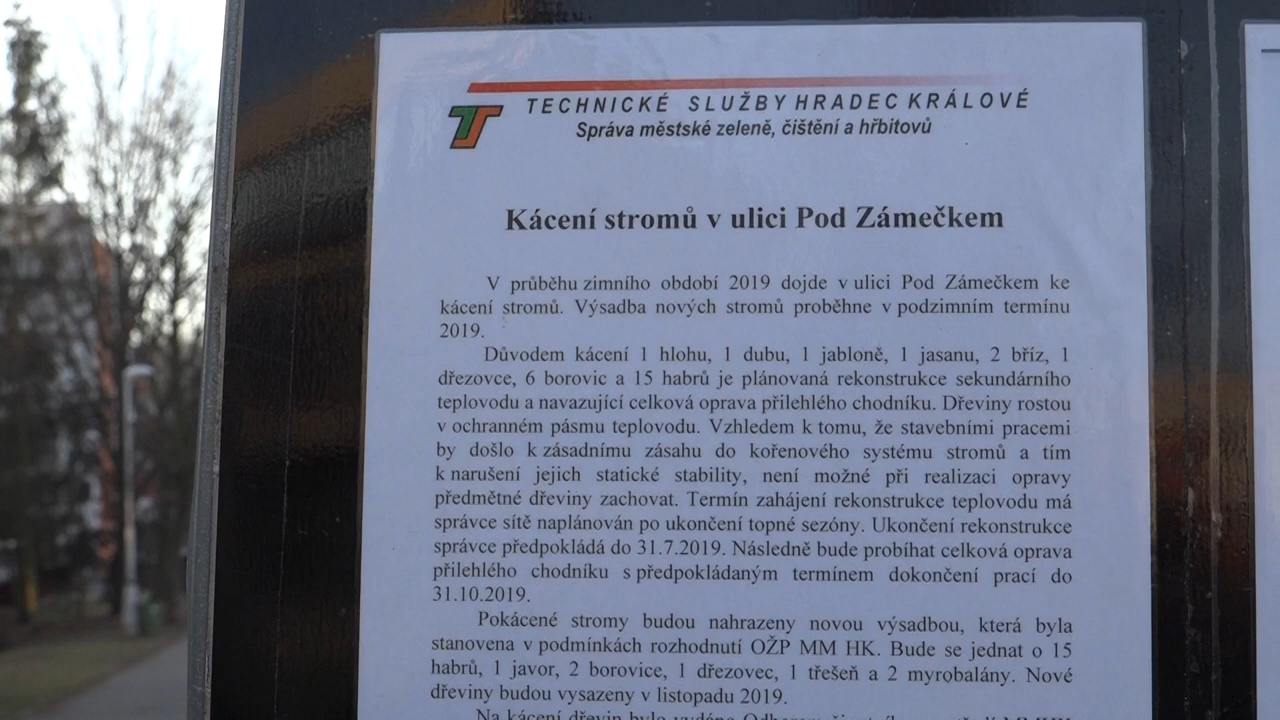 TECHNICKÉ SLUŽBY HRADEC KRÁLOVÉ
Správa městské zeleně, čištění a hřbitovů
Kácení stromů v ulici Pod Zámečkem
V průběhu zimního období 2019 dojde v ulici Pod Zámečkem ke
kácení stromů. Výsadba nových stromů proběhne v podzimním termínu
2019.
Důvodem kácení 1 hlohu, 1 dubu, 1 jabloně, 1 jasanu, 2 bříz, 1
dřezovce, 6 borovic a 15 habrů je plánovaná rekonstrukce sekundárního
teplovodu a navazující celková oprava přilehlého chodníku. Dřeviny rostou
v ochranném pásmu teplovodu. Vzhledem k tomu, že stavebními pracemi
by došlo k zásadnímu zásahu do kořenového systému stromů a tím
k narušení jejich statické stability, není možné při realizaci opravy
předmětné dřeviny zachovat. Termín zahájení rekonstrukce teplovodu má
správce sítě naplánován po ukončení topné sezóny. Ukončení rekonstrukce
správce předpokládá do 31.7.2019. Následně bude probíhat celková oprava
přilehlého chodníku s předpokládaným termínem dokončení prací do
31.10.2019.
Pokácené stromy budou nahrazeny novou výsadbou, která byla
stanovena v podmínkách rozhodnutí OŽP MM HK. Bude se jednat o 15
habrů, 1 javor, 2 borovice, 1 dřezovec, 1 třešeň a 2 myrobalány. Nové
dřeviny budou vysazeny v listopadu 2019.
Na kácení dřevin bylo vydáno